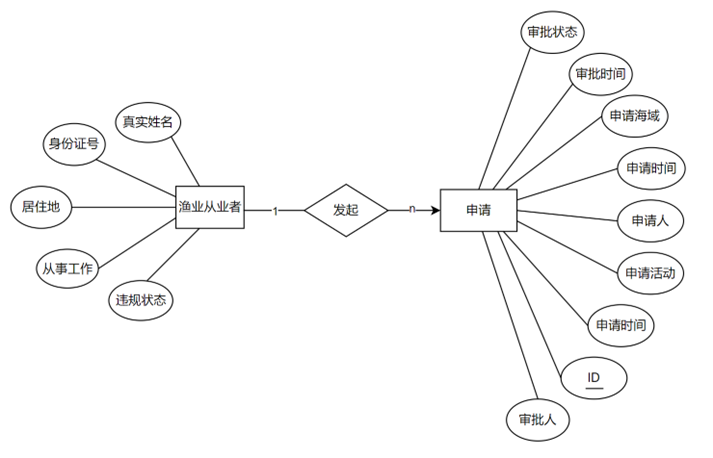 审批状态
审批时间
申请海域
真实姓名
身份证号
申请时间
居住地
渔业从业者
1
发起
n
申请
申请人
从事工作
申请活动
违规状态
申请时间
ID
审批人